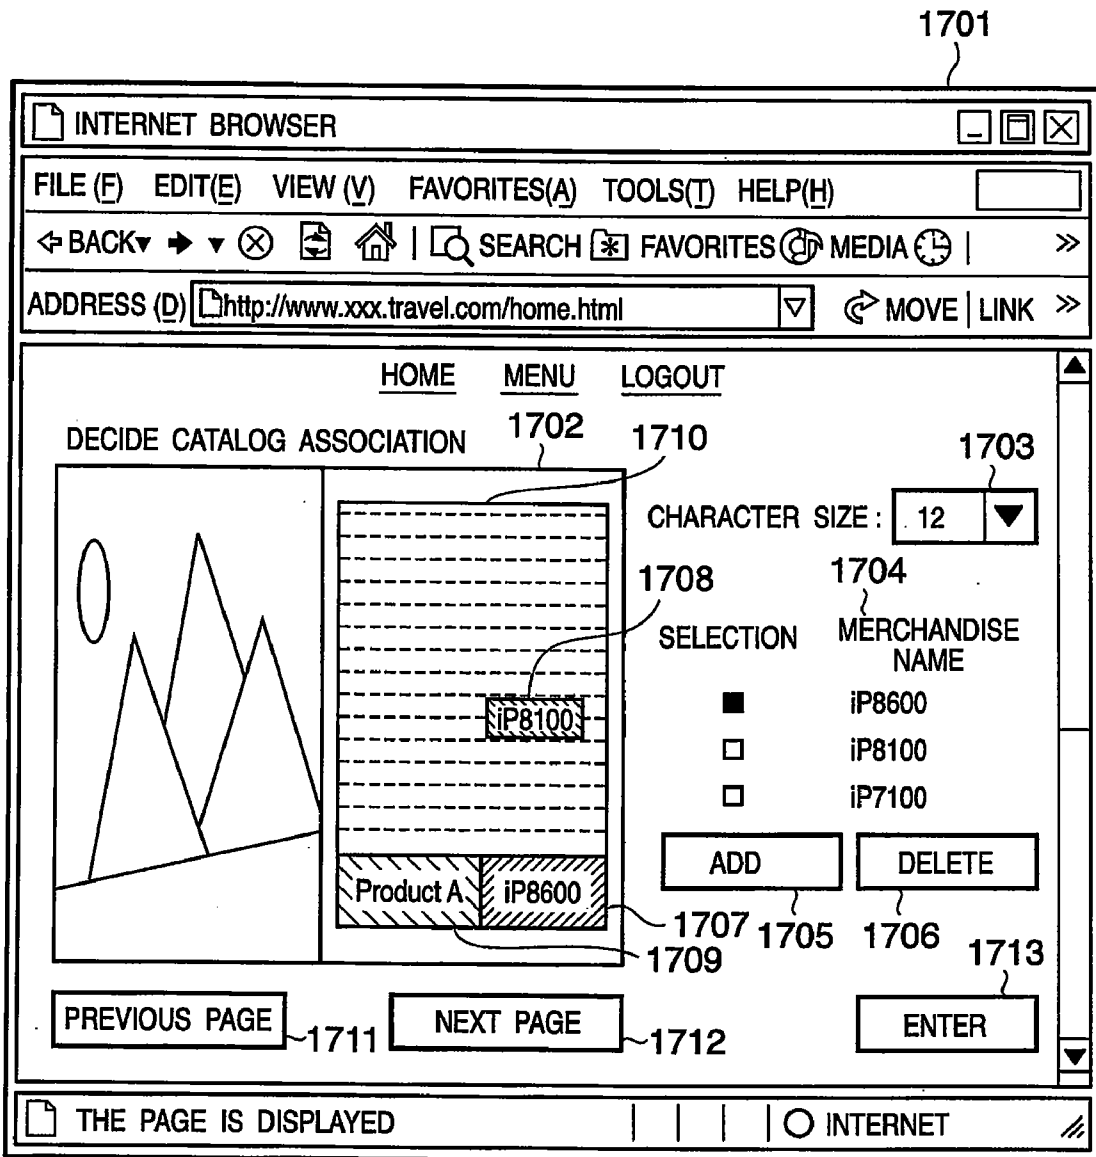 1701
INTERNET BROWSER
FILE (F) EDIT(E) VIEW (V) FAVORITES(A) TOOLS(T) HELP(H)
BACK SEARCH FAVORITES MEDIA
ADDRESS (D) http://www.xxx.travel.com/home.html MOVE LINK
HOME MENU LOGOUT
DECIDE CATALOG ASSOCIATION
1702
1710
1703
CHARACTER SIZE : 12
1708
1704
SELECTION MERCHANDISE
NAME
iP8600
iP8100
iP8100
iP7100
ADD DELETE
Product A iP8600
1707 1705 1706
1709
1713
PREVIOUS PAGE 1711 NEXT PAGE 1712 ENTER
THE PAGE IS DISPLAYED INTERNET